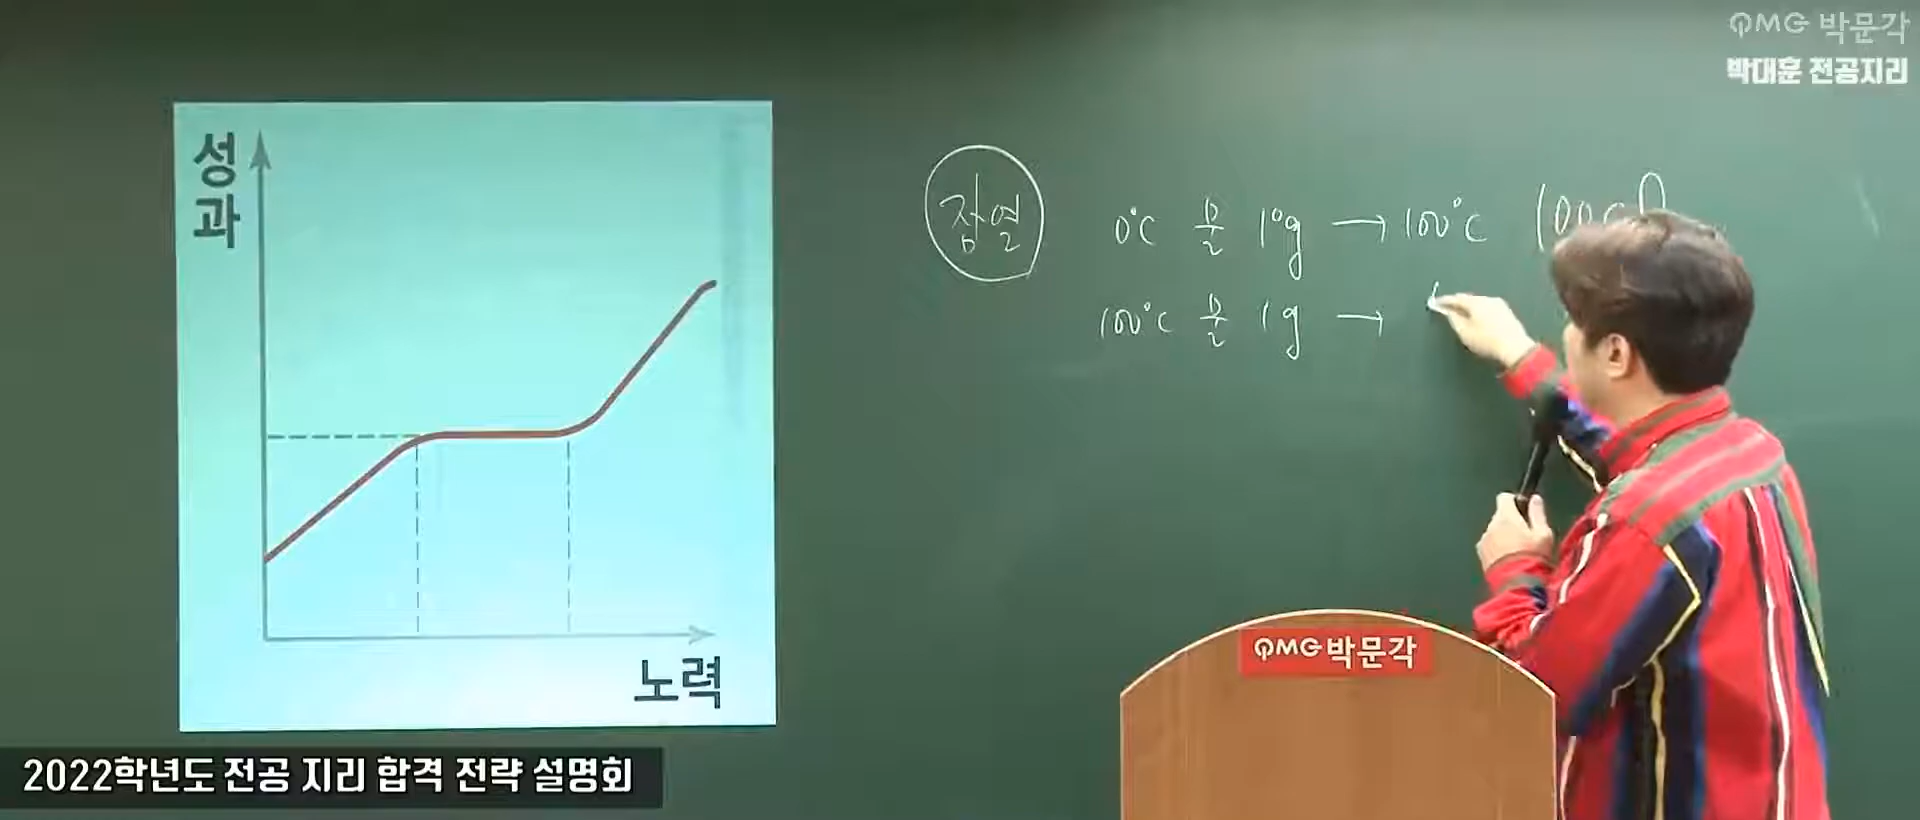 PMG 박문각
박대훈 전공지리
성과
노력
잠열
0°C 물 1g → 100°C
100°C 물 1g →
PMG 박문각
2022학년도 전공 지리 합격 전략 설명회